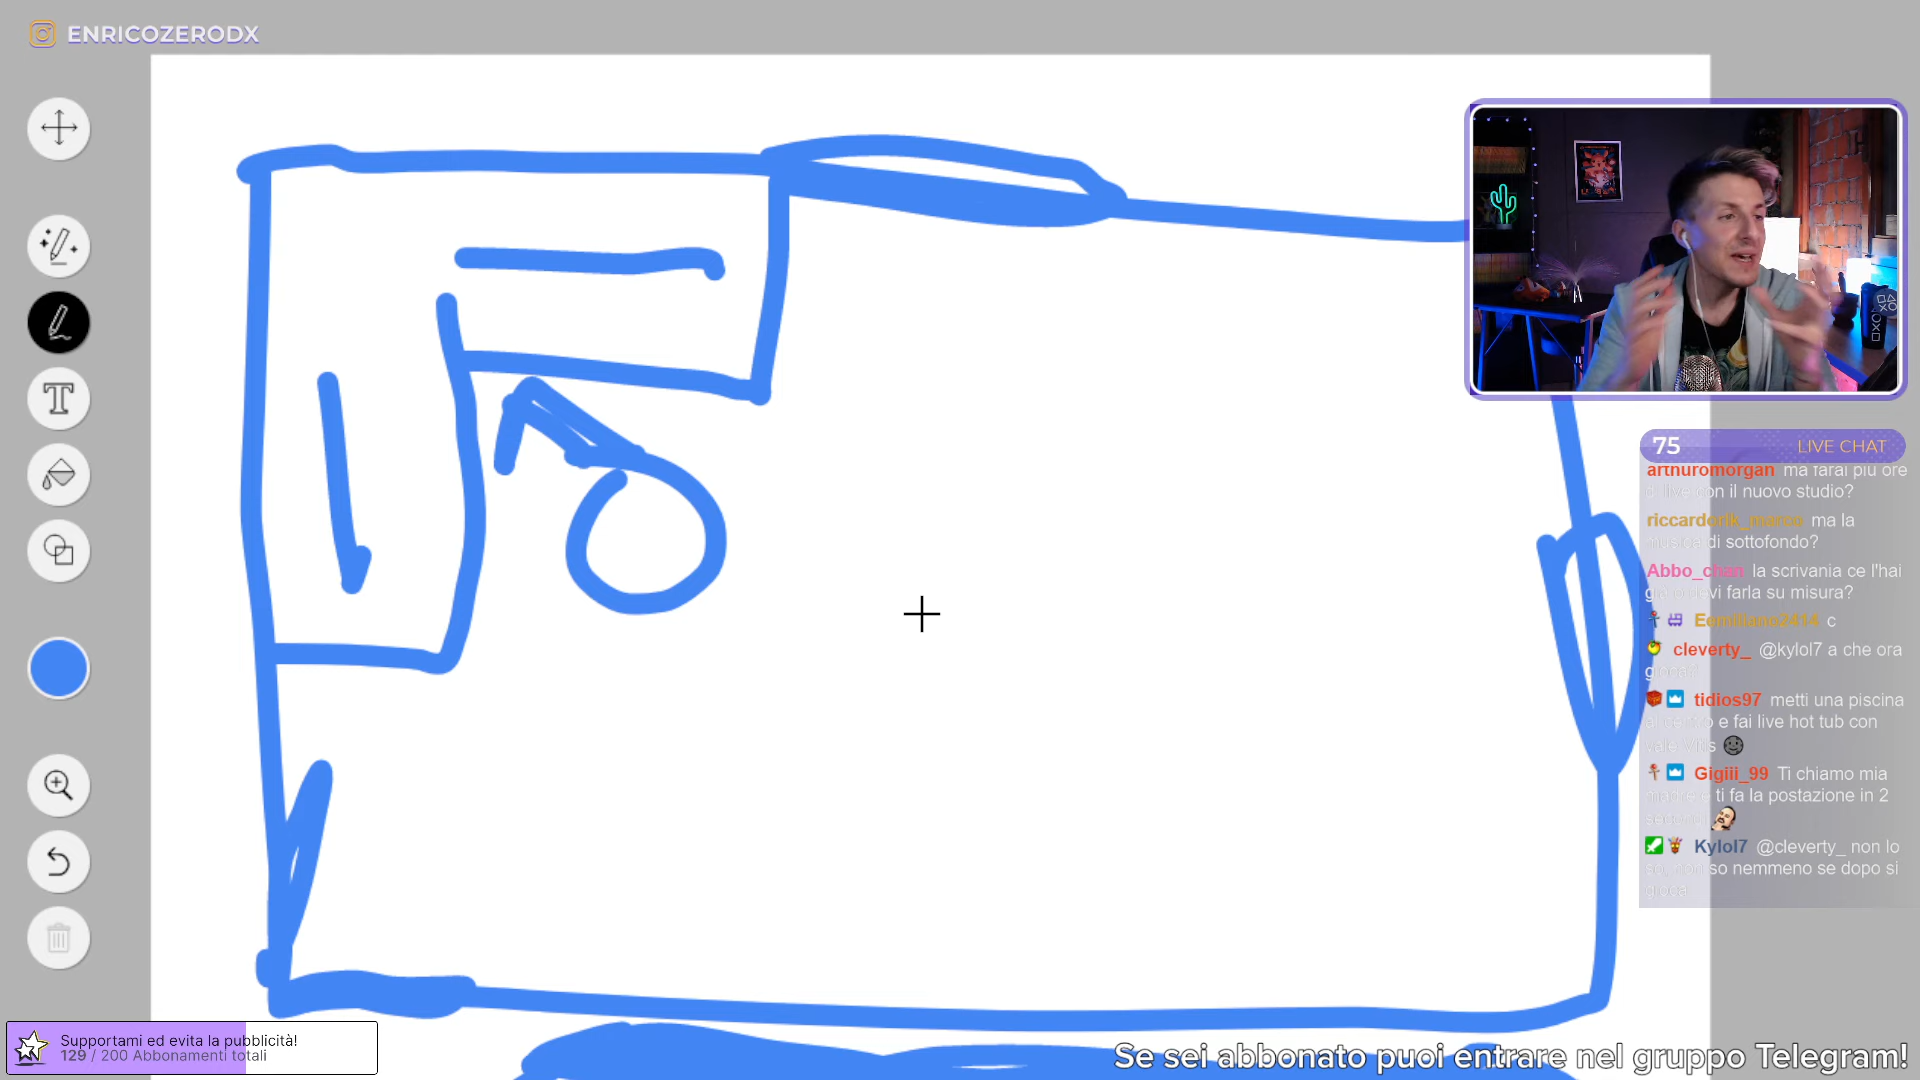 ENRICOZERODX
75 LIVE CHAT
arthuromorgan ma farai più ore
con il nuovo studio?
ma la
di sottofondo?
Abbo_chan la scrivania ce l'hai
farla su misura?
Eemiliano2414 c
cleverty_ @kylol7 a che ora
tidios97 metti una piscina
e fai live hot tub con
Gigiii_99 Ti chiamo mia
ti fa la postazione in 2
Kylol7 @cleverty_ non lo
so nemmeno se dopo si
Supportami ed evita la pubblicità!
129 / 200 Abbonamenti totali
Se sei abbonato puoi entrare nel gruppo Telegram!